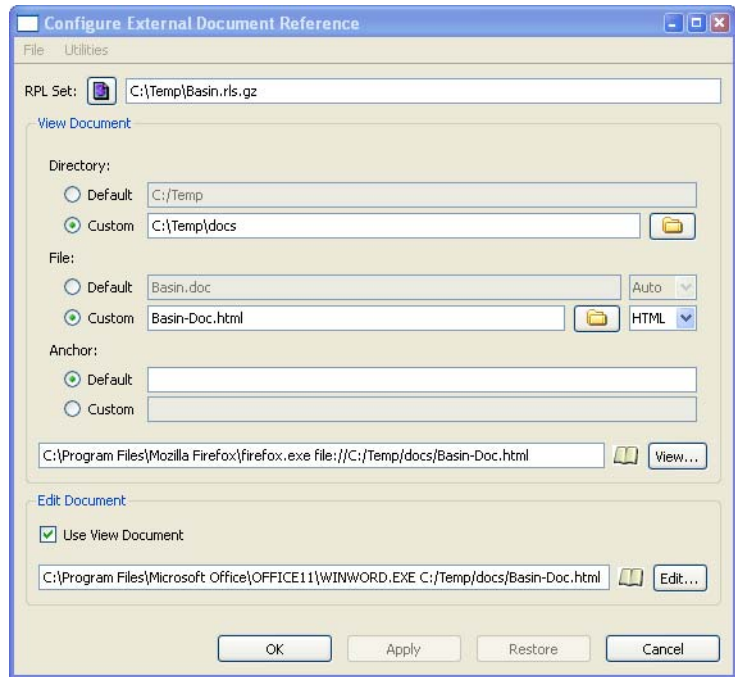 Configure External Document Reference
File Utilities
RPL Set: C:\Temp\Basin.rls.gz
View Document
Directory:
Default C:/Temp
Custom C:\Temp\docs
File:
Default Basin.doc Auto
Custom Basin-Doc.html HTML
Anchor:
Default
Custom
C:\Program Files\Mozilla Firefox\firefox.exe file://C:/Temp/docs/Basin-Doc.html View...
Edit Document
Use View Document
C:\Program Files\Microsoft Office\OFFICE11\WINWORD.EXE C:/Temp/docs/Basin-Doc.html Edit...
OK Apply Restore Cancel